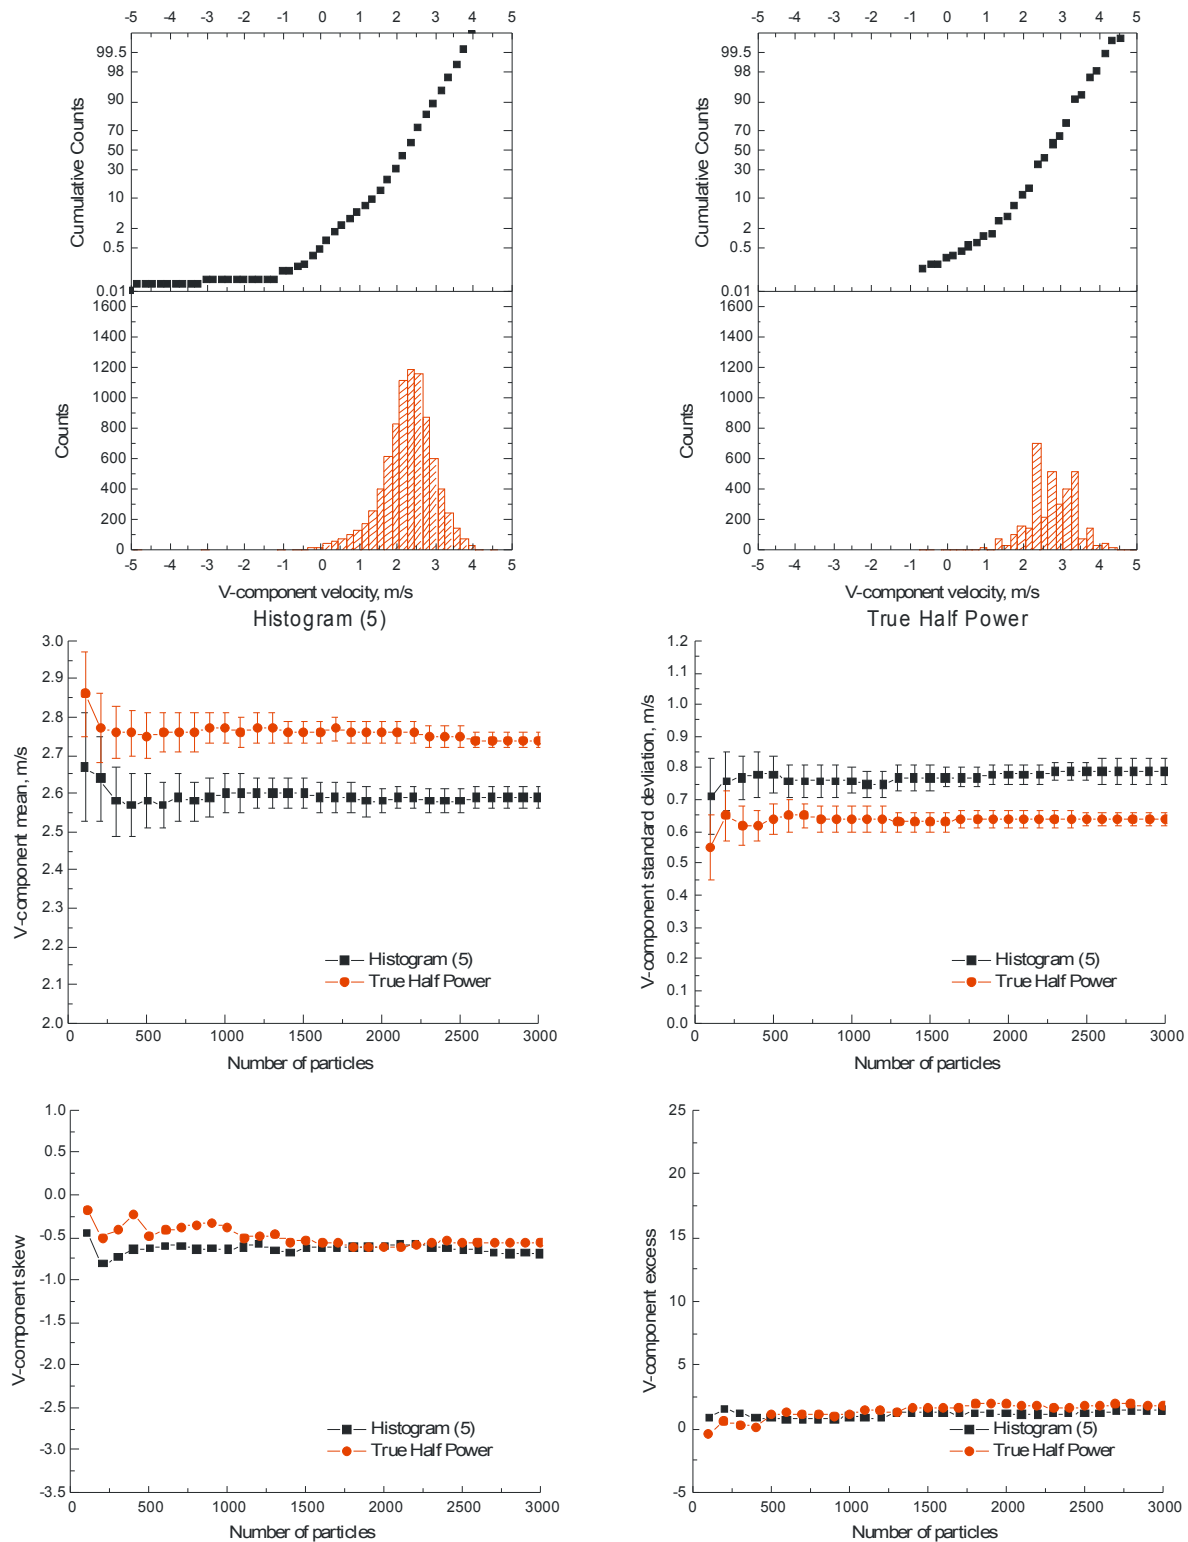 -5 -4 -3 -2 -1 0 1 2 3 4 5
99.5
98
90
70
50
30
10
2
0.5
0.01
Cumulative Counts
1600
1400
1200
1000
800
600
400
200
0
Counts
-5 -4 -3 -2 -1 0 1 2 3 4 5
V-component velocity, m/s
Histogram (5)
-5 -4 -3 -2 -1 0 1 2 3 4 5
99.5
98
90
70
50
30
10
2
0.5
0.01
Cumulative Counts
1600
1400
1200
1000
800
600
400
200
0
Counts
-5 -4 -3 -2 -1 0 1 2 3 4 5
V-component velocity, m/s
True Half Power
3.0
2.9
2.8
2.7
2.6
2.5
2.4
2.3
2.2
2.1
2.0
V-component mean, m/s
Histogram (5)
True Half Power
0 500 1000 1500 2000 2500 3000
Number of particles
1.2
1.1
1.0
0.9
0.8
0.7
0.6
0.5
0.4
0.3
0.2
0.1
0.0
V-component standard deviation, m/s
Histogram (5)
True Half Power
0 500 1000 1500 2000 2500 3000
Number of particles
1.0
0.5
0.0
-0.5
-1.0
-1.5
-2.0
-2.5
-3.0
-3.5
V-component skew
Histogram (5)
True Half Power
0 500 1000 1500 2000 2500 3000
Number of particles
25
20
15
10
5
0
-5
V-component excess
Histogram (5)
True Half Power
0 500 1000 1500 2000 2500 3000
Number of particles